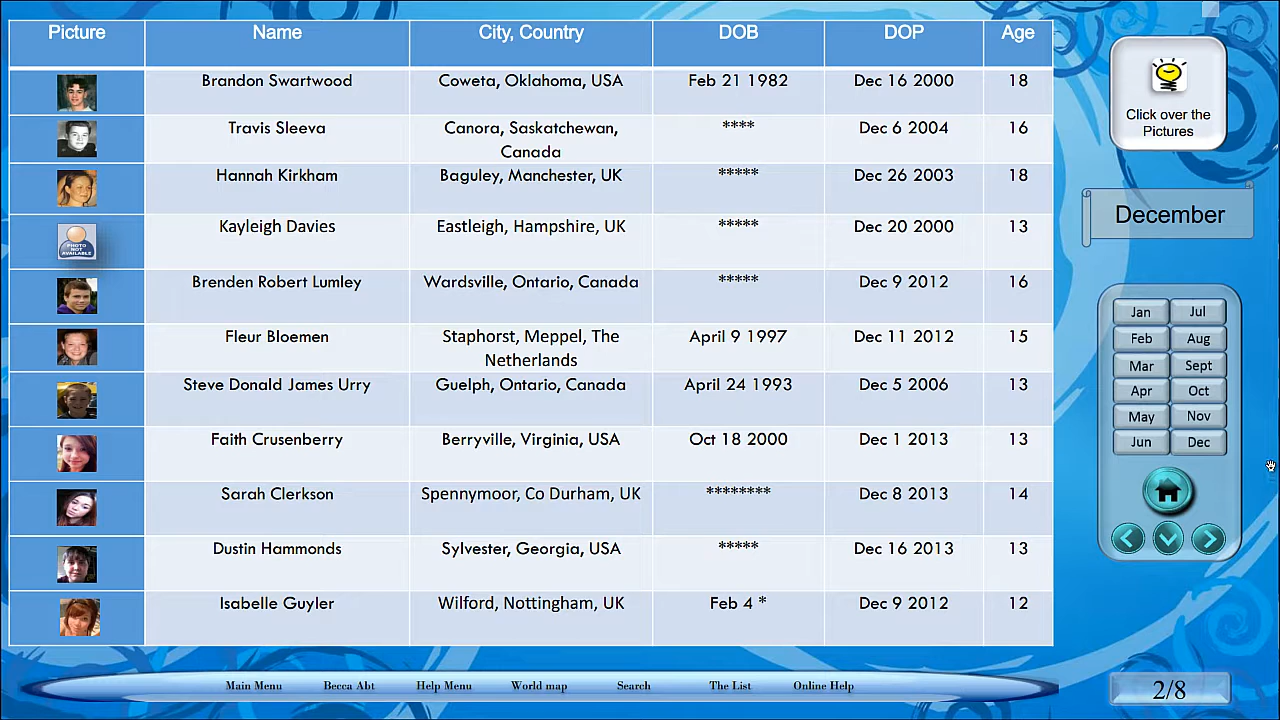 Picture Name City, Country DOB DOP Age
Brandon Swartwood Coweta, Oklahoma, USA Feb 21 1982 Dec 16 2000 18
Travis Sleeva Canora, Saskatchewan, **** Dec 6 2004 16
Canada
Hannah Kirkham Baguley, Manchester, UK ***** Dec 26 2003 18
PHOTO NOT AVAILABLE Kayleigh Davies Eastleigh, Hampshire, UK ***** Dec 20 2000 13
Brenden Robert Lumley Wardsville, Ontario, Canada ***** Dec 9 2012 16
Fleur Bloemen Staphorst, Meppel, The April 9 1997 Dec 11 2012 15
Netherlands
Steve Donald James Urry Guelph, Ontario, Canada April 24 1993 Dec 5 2006 13
Faith Crusenberry Berryville, Virginia, USA Oct 18 2000 Dec 1 2013 13
Sarah Clerkson Spennymoor, Co Durham, UK ******** Dec 8 2013 14
Dustin Hammonds Sylvester, Georgia, USA ***** Dec 16 2013 13
Isabelle Guyler Wilford, Nottingham, UK Feb 4 * Dec 9 2012 12
Click over the
Pictures
December
Jan Jul
Feb Aug
Mar Sept
Apr Oct
May Nov
Jun Dec
Main Menu Becca Abt Help Menu World map Search The List Online Help
2/8